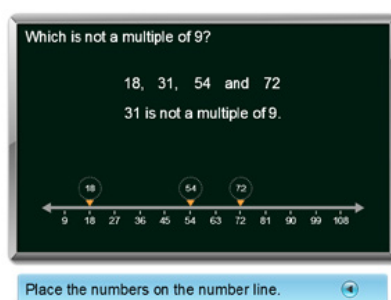 Which is not a multiple of 9?
18, 31, 54 and 72
31 is not a multiple of 9.
18 54 72
9 18 27 36 45 54 63 72 81 90 99 108
Place the numbers on the number line.